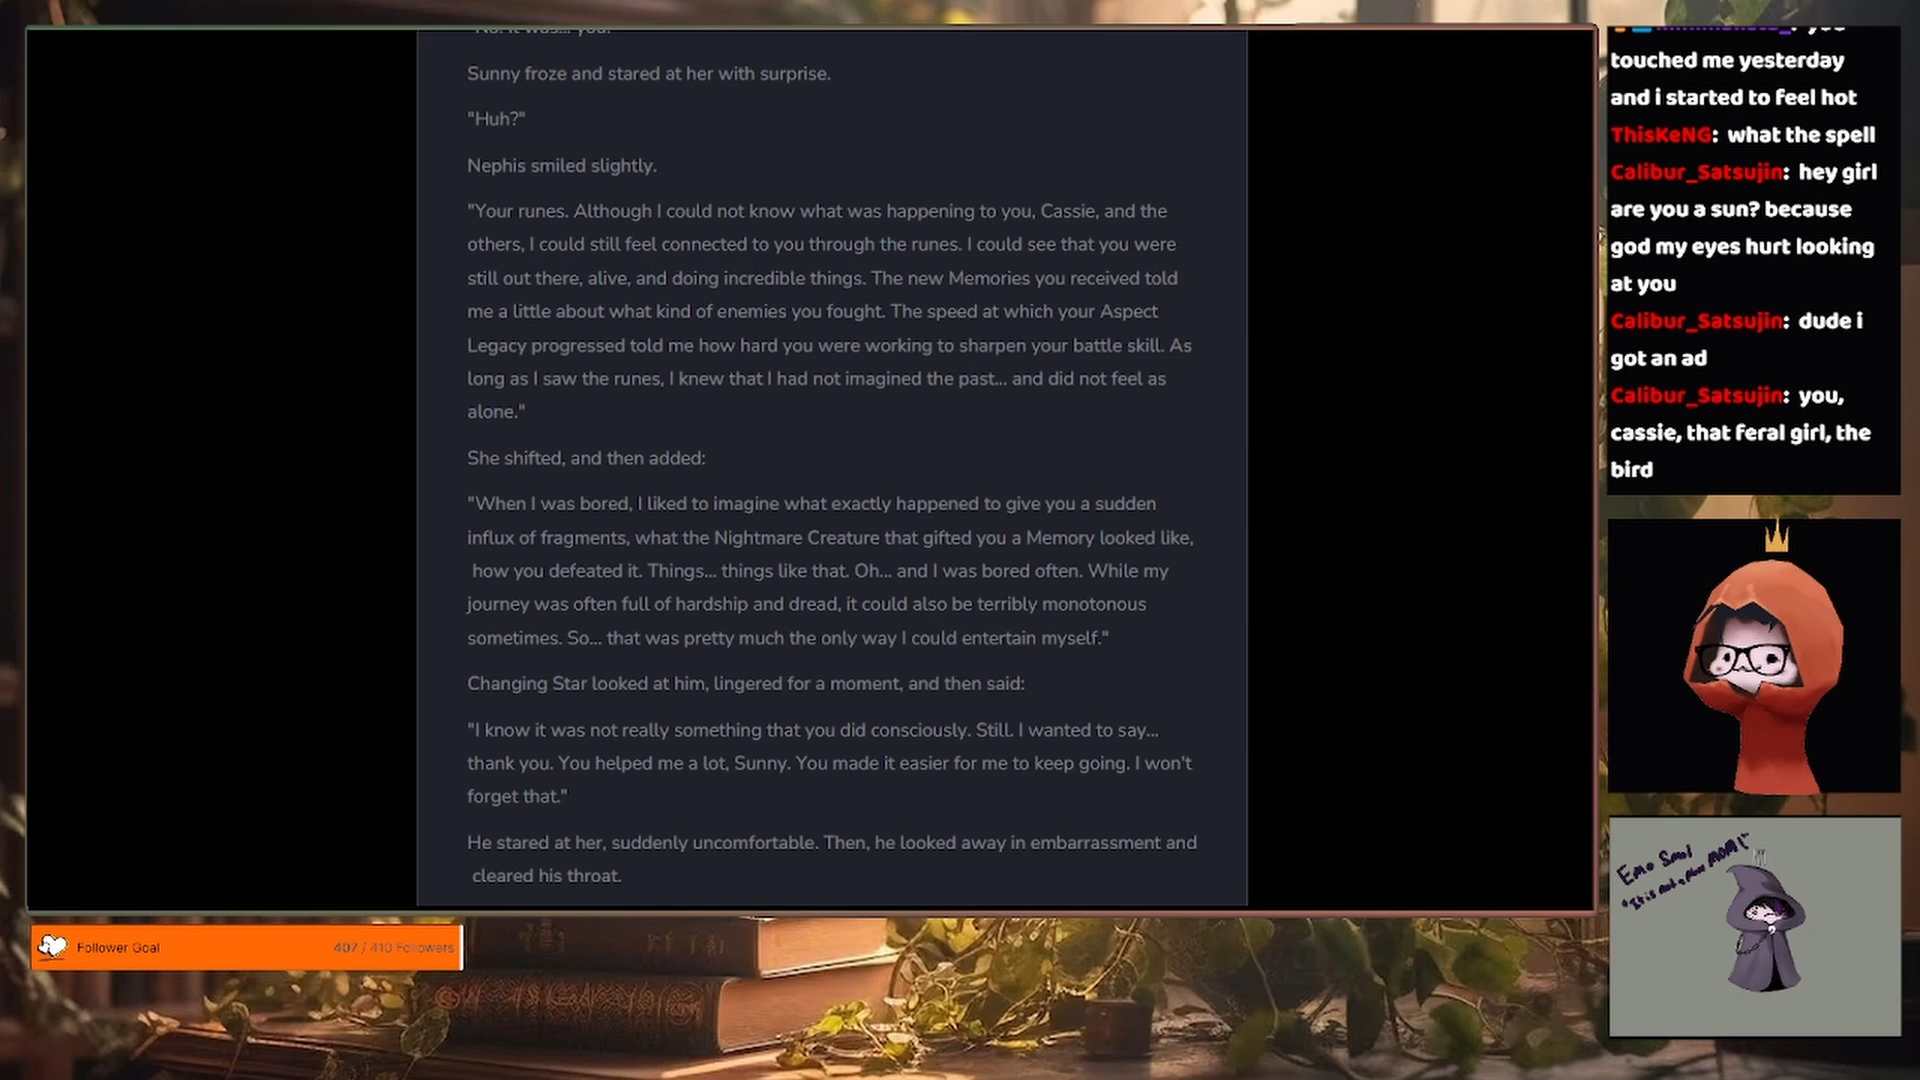 "No. It was... you."
Sunny froze and stared at her with surprise.
"Huh?"
Nephis smiled slightly.
"Your runes. Although I could not know what was happening to you, Cassie, and the
others, I could still feel connected to you through the runes. I could see that you were
still out there, alive, and doing incredible things. The new Memories you received told
me a little about what kind of enemies you fought. The speed at which your Aspect
Legacy progressed told me how hard you were working to sharpen your battle skill. As
long as I saw the runes, I knew that I had not imagined the past... and did not feel as
alone."
She shifted, and then added:
"When I was bored, I liked to imagine what exactly happened to give you a sudden
influx of fragments, what the Nightmare Creature that gifted you a Memory looked like,
how you defeated it. Things... things like that. Oh... and I was bored often. While my
journey was often full of hardship and dread, it could also be terribly monotonous
sometimes. So... that was pretty much the only way I could entertain myself."
Changing Star looked at him, lingered for a moment, and then said:
"I know it was not really something that you did consciously. Still. I wanted to say...
thank you. You helped me a lot, Sunny. You made it easier for me to keep going. I won't
forget that."
He stared at her, suddenly uncomfortable. Then, he looked away in embarrassment and
cleared his throat.
you
touched me yesterday
and i started to feel hot
ThisKeNG: what the spell
Calibur_Satsujin: hey girl
are you a sun? because
god my eyes hurt looking
at you
Calibur_Satsujin: dude i
got an ad
Calibur_Satsujin: you,
cassie, that feral girl, the
bird
Emo Smol
"It is not a phase MOM!"
Follower Goal
407 / 410 Followers